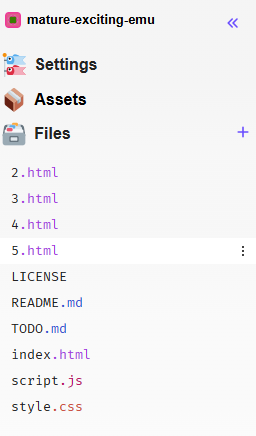 mature-exciting-emu
Settings
Assets
Files
2.html
3.html
4.html
5.html
LICENSE
README.md
TODO.md
index.html
script.js
style.css